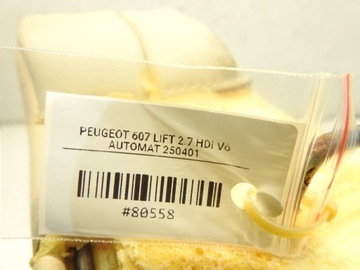 PEUGEOT 607 LIFT 2.7 HDi V6
AUTOMAT 250401
#80558